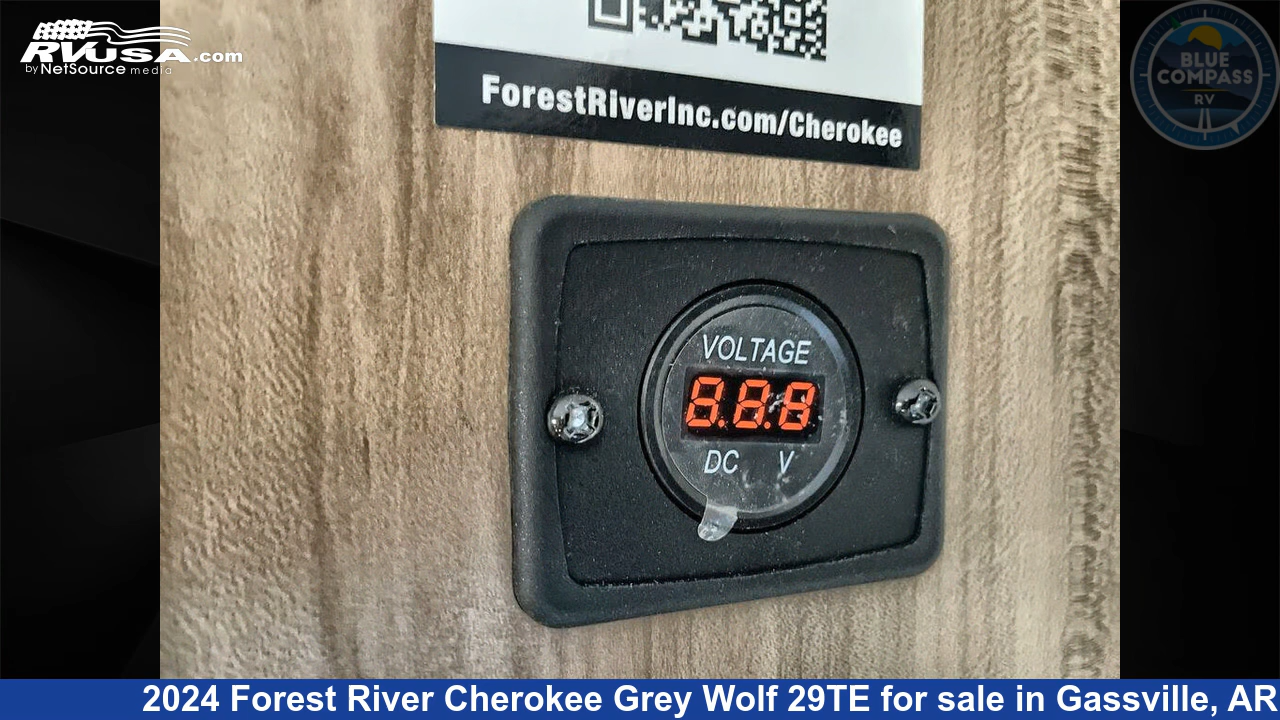 RVUSA.com
by NetSource media
BLUE
COMPASS
RV
ForestRiverInc.com/Cherokee
VOLTAGE
8.8.8
DC V
2024 Forest River Cherokee Grey Wolf 29TE for sale in Gassville, AR